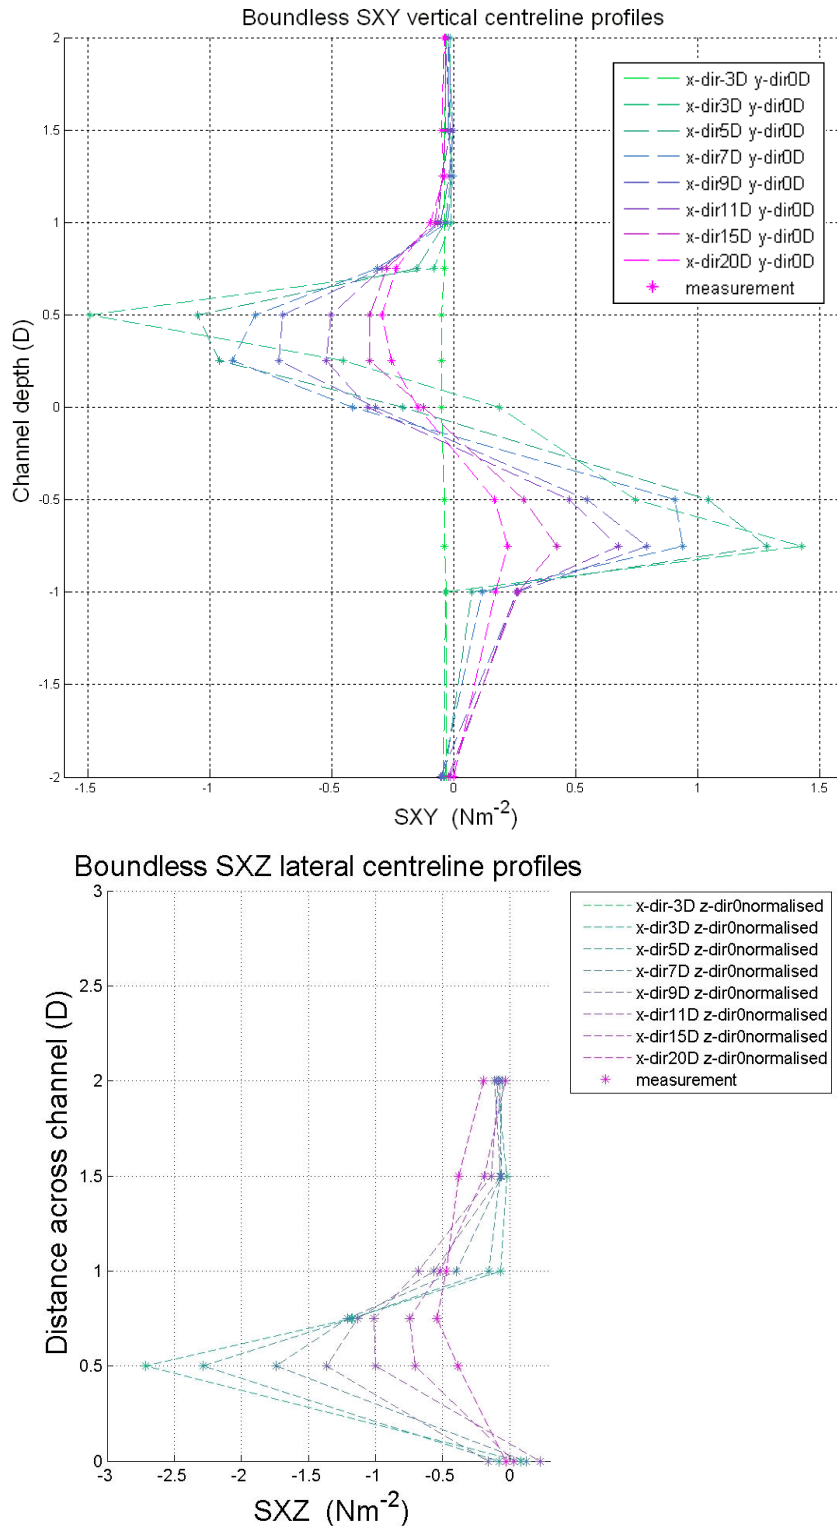 Boundless SXY vertical centreline profiles
2
1.5
1
0.5
0
-0.5
-1
-1.5
-2
Channel depth (D)
-1.5
-1
-0.5
0
0.5
1
1.5
SXY (Nm-2)
x-dir-3D y-dir0D
x-dir3D y-dir0D
x-dir5D y-dir0D
x-dir7D y-dir0D
x-dir9D y-dir0D
x-dir11D y-dir0D
x-dir15D y-dir0D
x-dir20D y-dir0D
measurement
Boundless SXZ lateral centreline profiles
3
2.5
2
1.5
1
0.5
0
Distance across channel (D)
-3
-2.5
-2
-1.5
-1
-0.5
0
SXZ (Nm-2)
x-dir-3D z-dir0normalised
x-dir3D z-dir0normalised
x-dir5D z-dir0normalised
x-dir7D z-dir0normalised
x-dir9D z-dir0normalised
x-dir11D z-dir0normalised
x-dir15D z-dir0normalised
x-dir20D z-dir0normalised
measurement